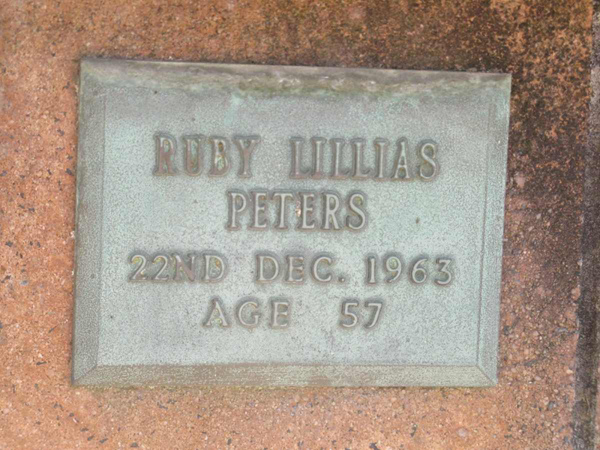 RUBY LILLIAS
PETERS
22ND DEC. 1963
AGE 57